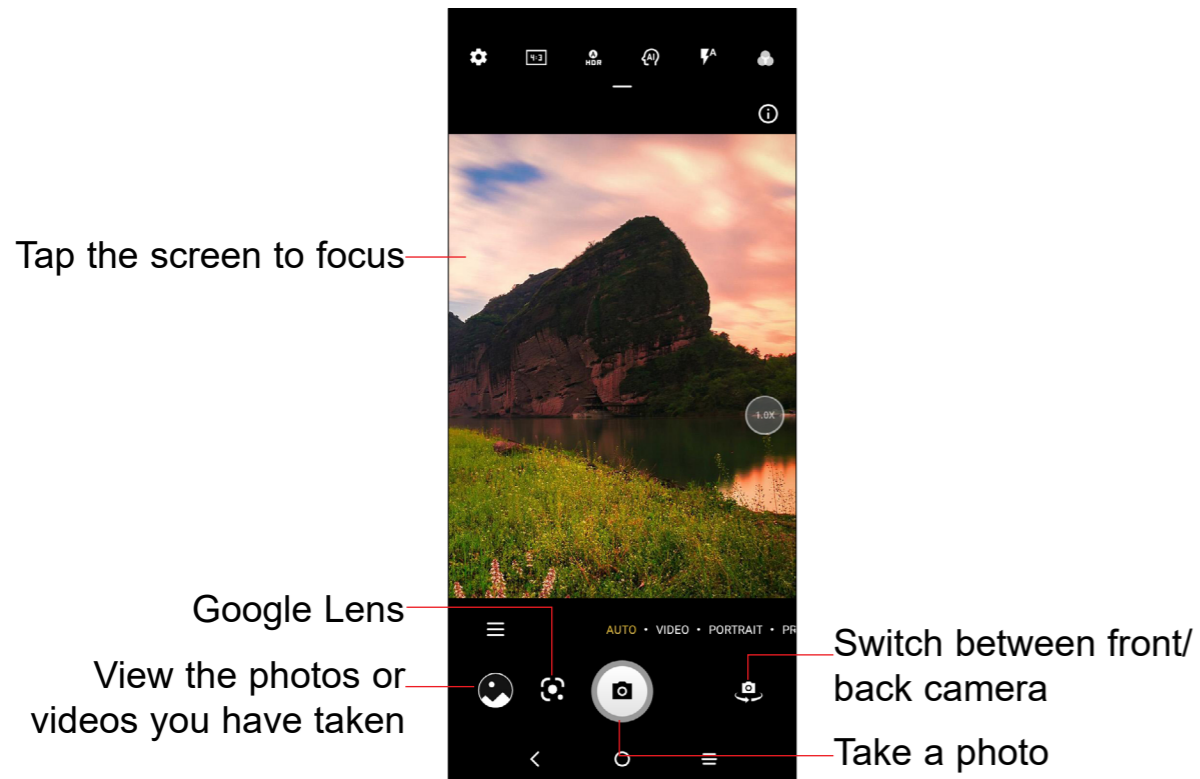 4:3
A
HDR
AI
A
Tap the screen to focus
1.0X
Google Lens
AUTO • VIDEO • PORTRAIT • PR
Switch between front/
back camera
View the photos or
videos you have taken
Take a photo